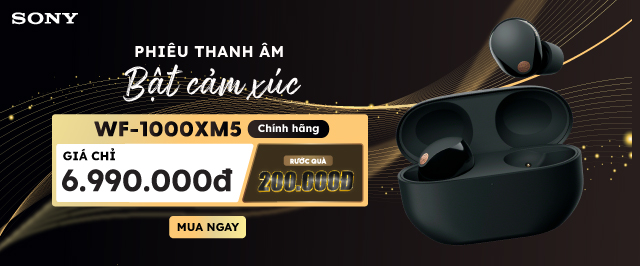 SONY
PHIÊU THANH ÂM
Bật cảm xúc
WF-1000XM5 Chính hãng
GIÁ CHỈ
6.990.000đ
RƯỚC QUÀ
200.000Đ
MUA NGAY